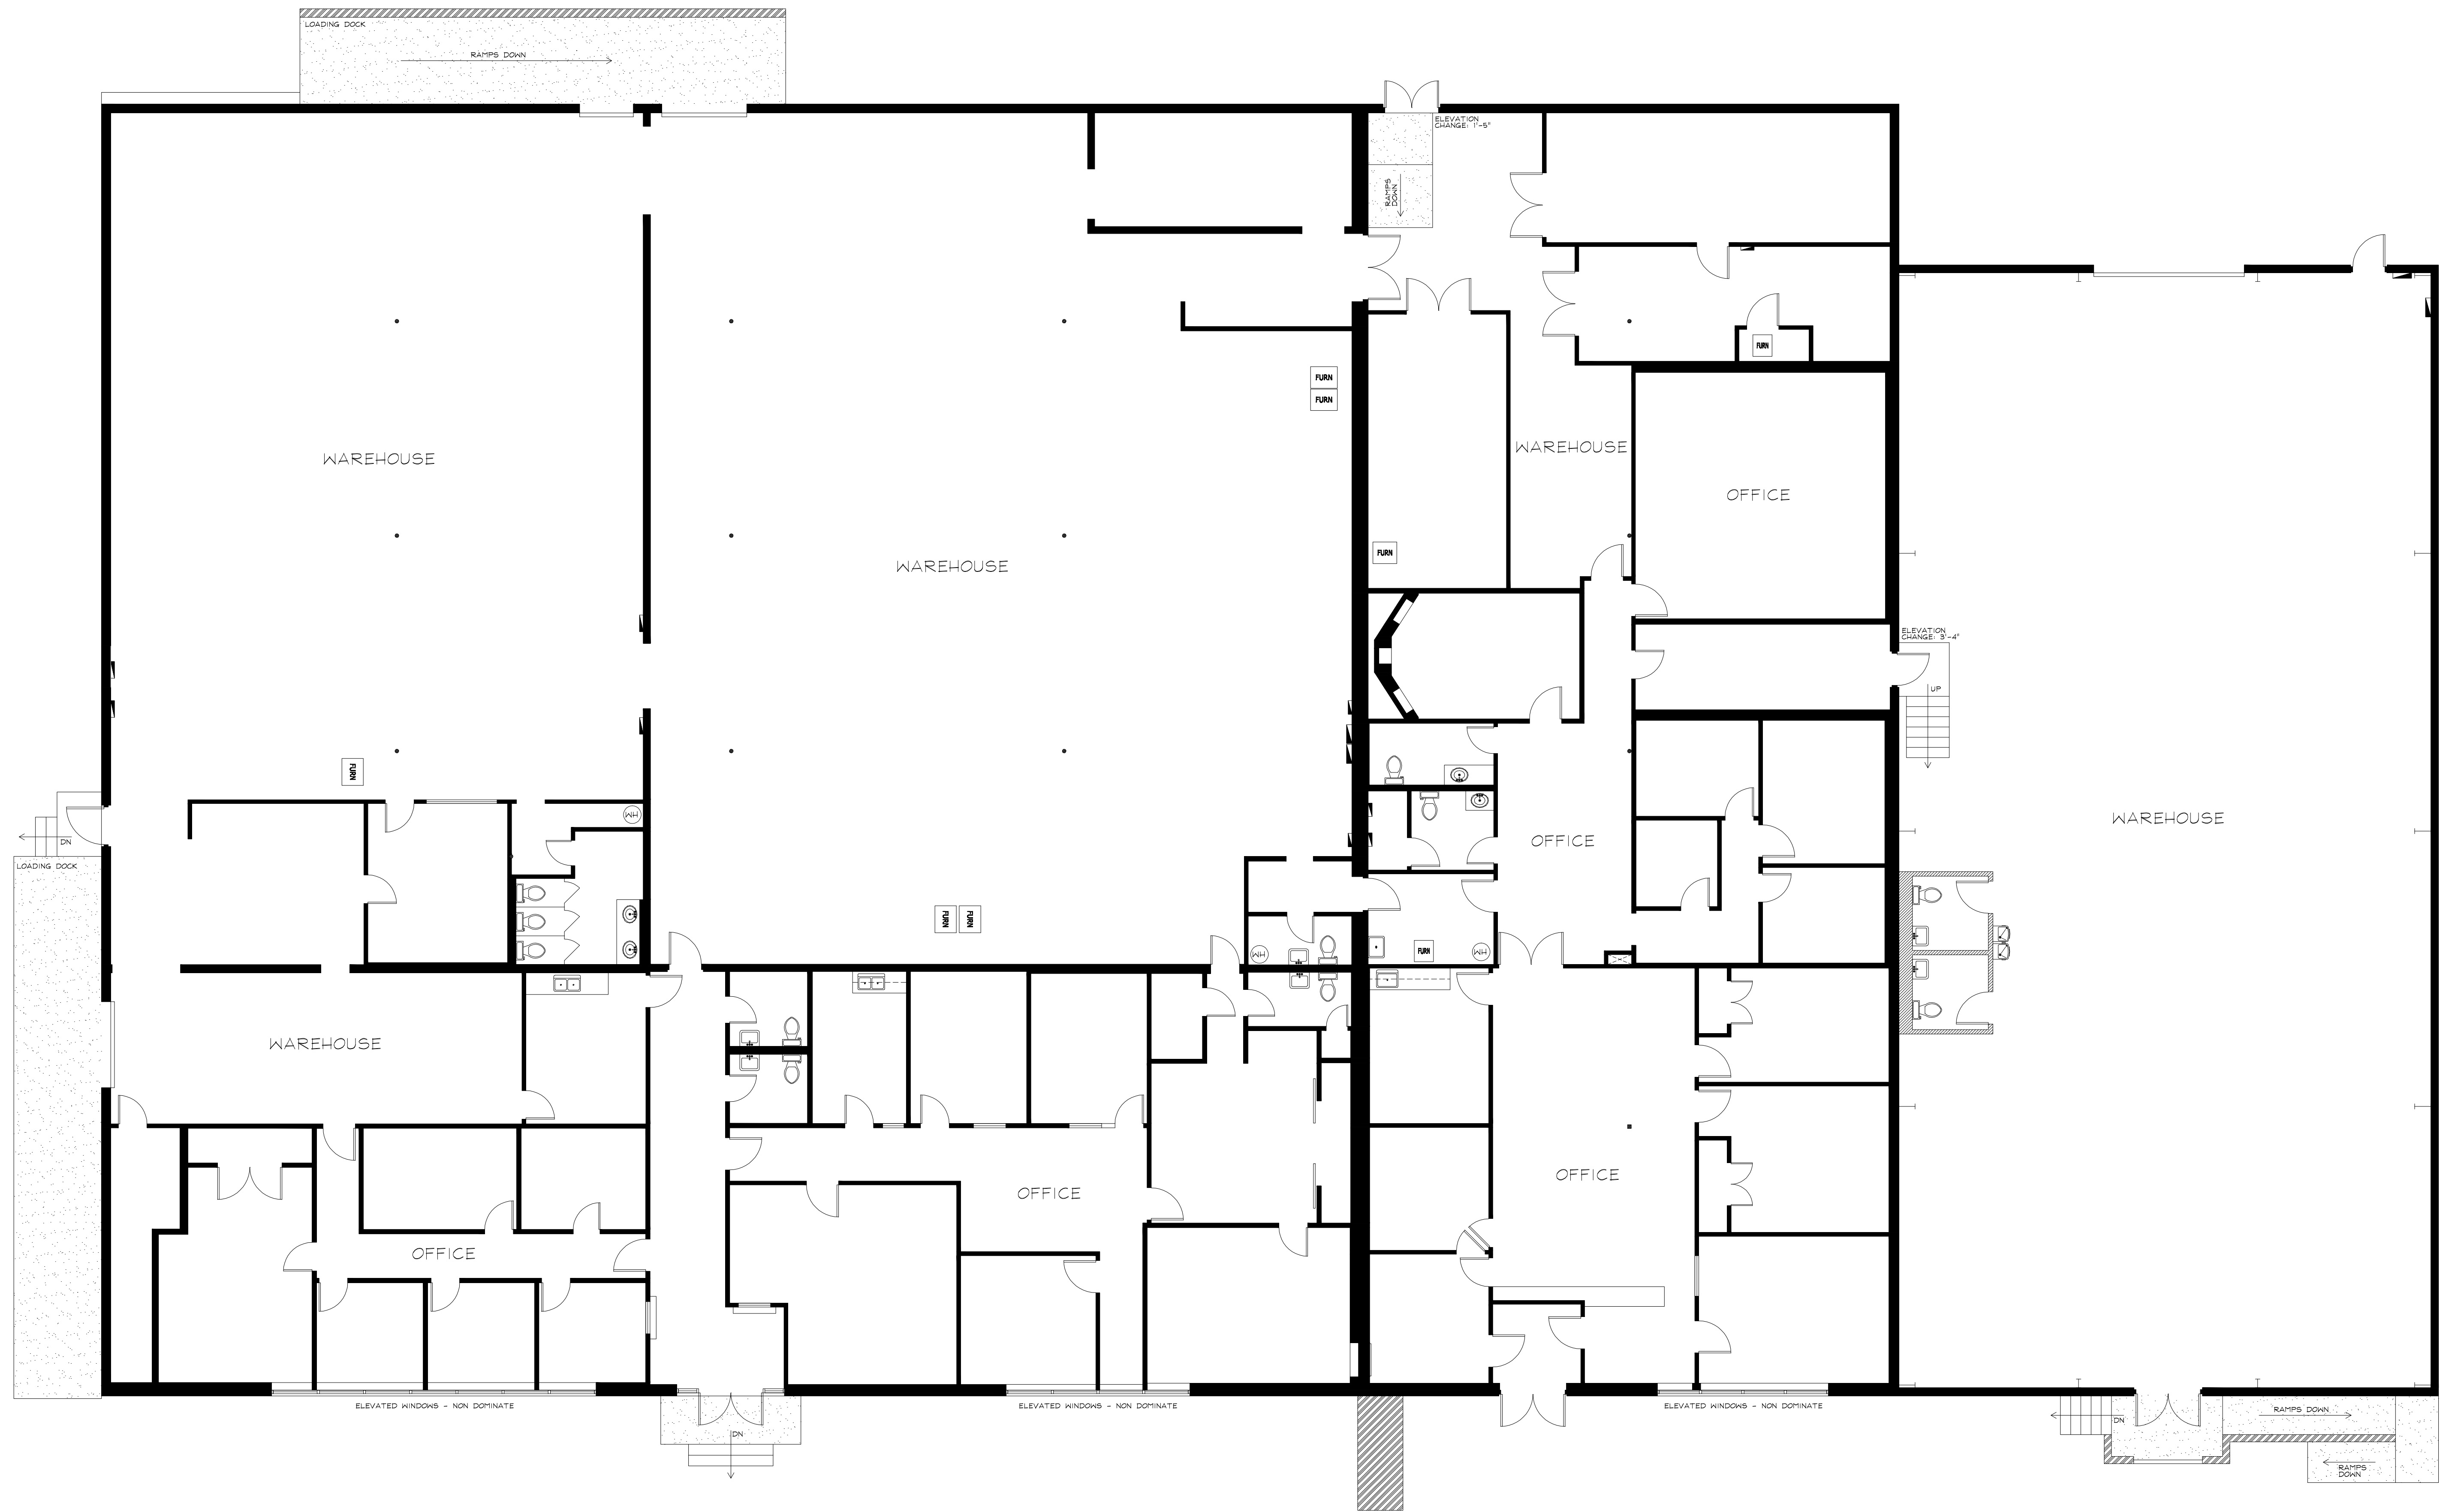 LOADING DOCK
RAMPS DOWN
ELEVATION
CHANGE: 1'-5"
RAMPS
DOWN
FURN
FURN
FURN
WAREHOUSE
WAREHOUSE
OFFICE
WAREHOUSE
FURN
ELEVATION
CHANGE: 3'-4"
UP
FURN
WH
DN
LOADING DOCK
OFFICE
WAREHOUSE
FURN
FURN
WH
FURN
WH
WAREHOUSE
OFFICE
OFFICE
OFFICE
ELEVATED WINDOWS - NON DOMINATE
ELEVATED WINDOWS - NON DOMINATE
ELEVATED WINDOWS - NON DOMINATE
DN
DN
RAMPS DOWN
RAMPS
DOWN